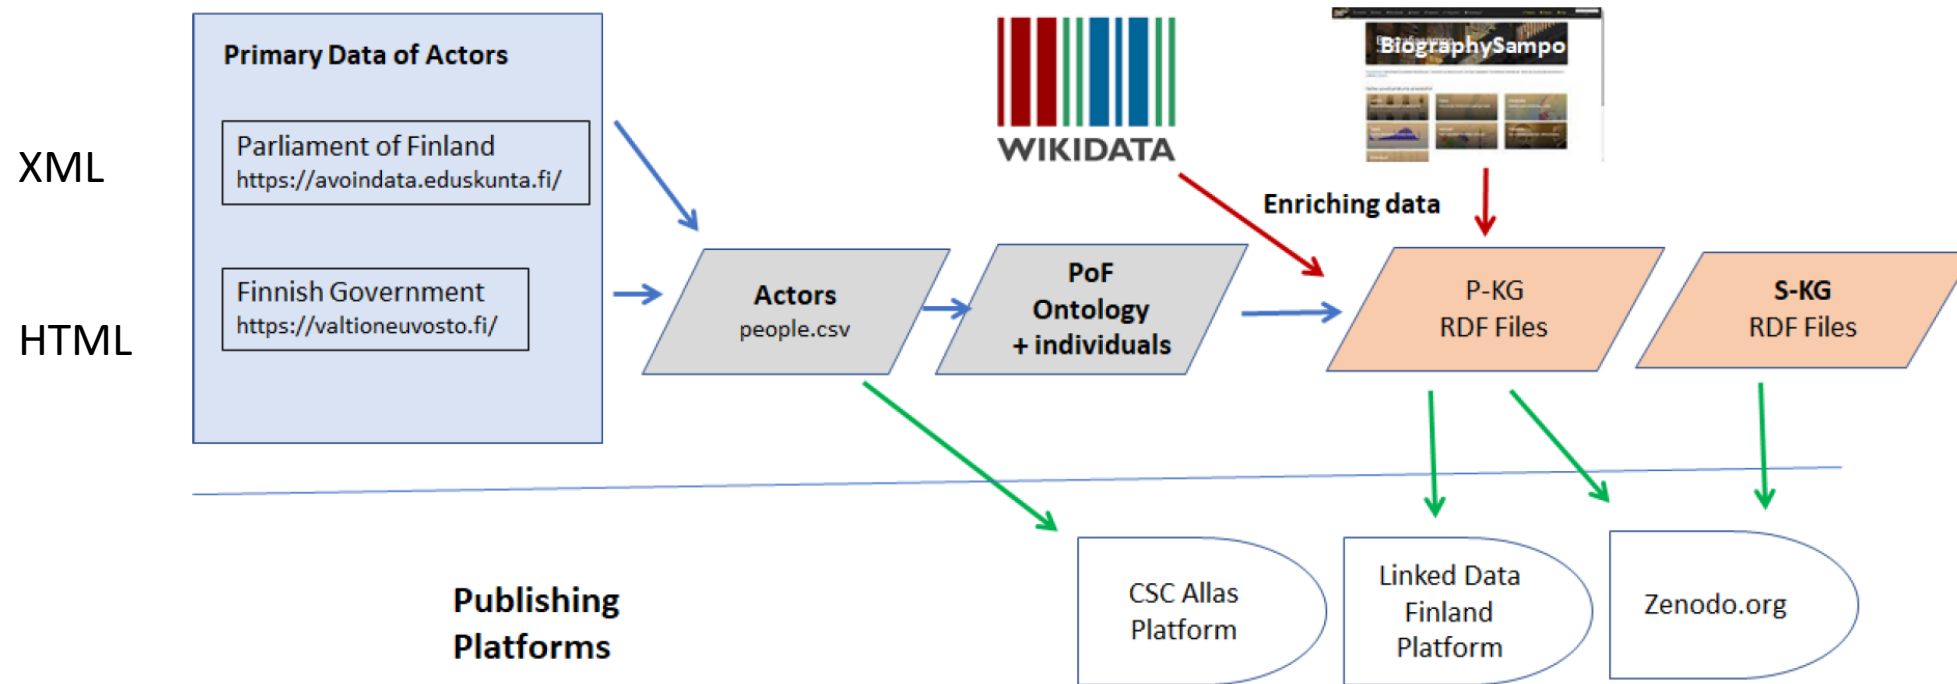 Primary Data of Actors
XML
Parliament of Finland
https://avoindata.eduskunta.fi/
HTML
Finnish Government
https://valtioneuvosto.fi/
WIKIDATA
BiographySampo
Enriching data
Actors
people.csv
PoF
Ontology
+ individuals
P-KG
RDF Files
S-KG
RDF Files
Publishing
Platforms
CSC Allas
Platform
Linked Data
Finland
Platform
Zenodo.org